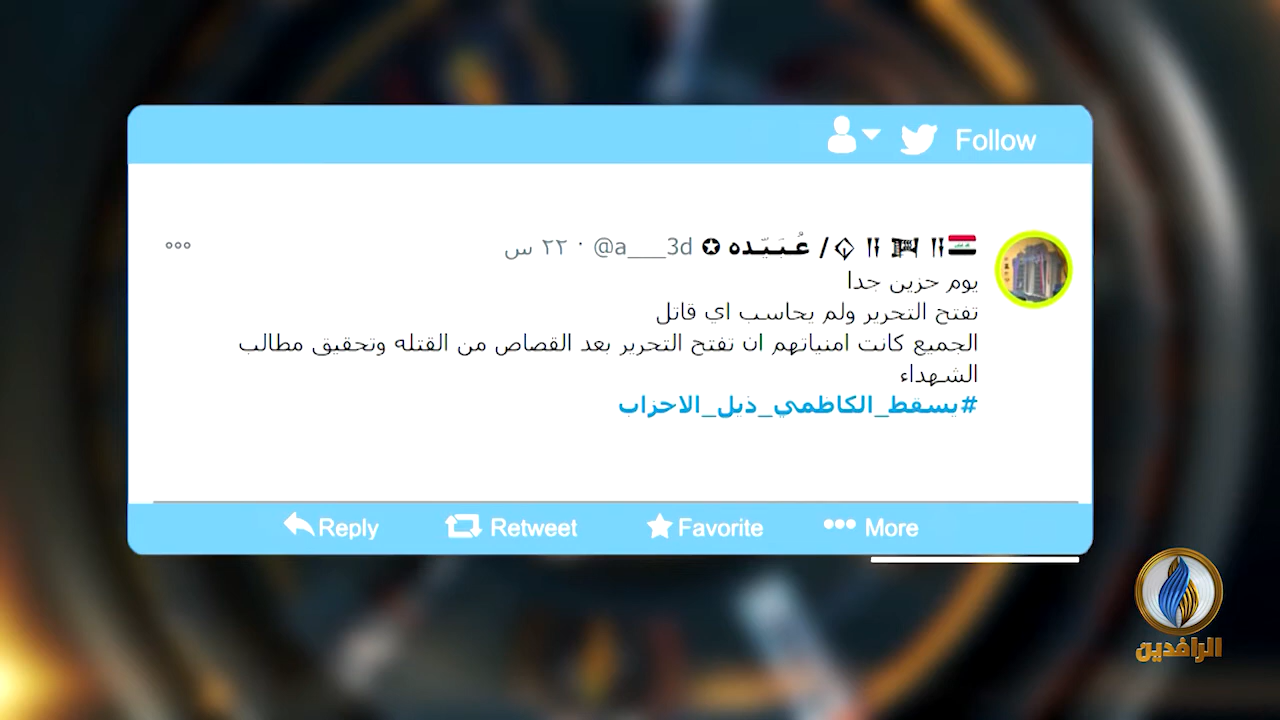 Follow
عُـبَـيّـده / ✪ @a___3d · ٢٢ س
يوم حزين جدا
تفتح التحرير ولم يحاسب اي قاتل
الجميع كانت امنياتهم ان تفتح التحرير بعد القصاص من القتله وتحقيق مطالب
الشهداء
#يسقط_الكاظمي_ذيل_الاحزاب
Reply Retweet Favorite More
الرافدين